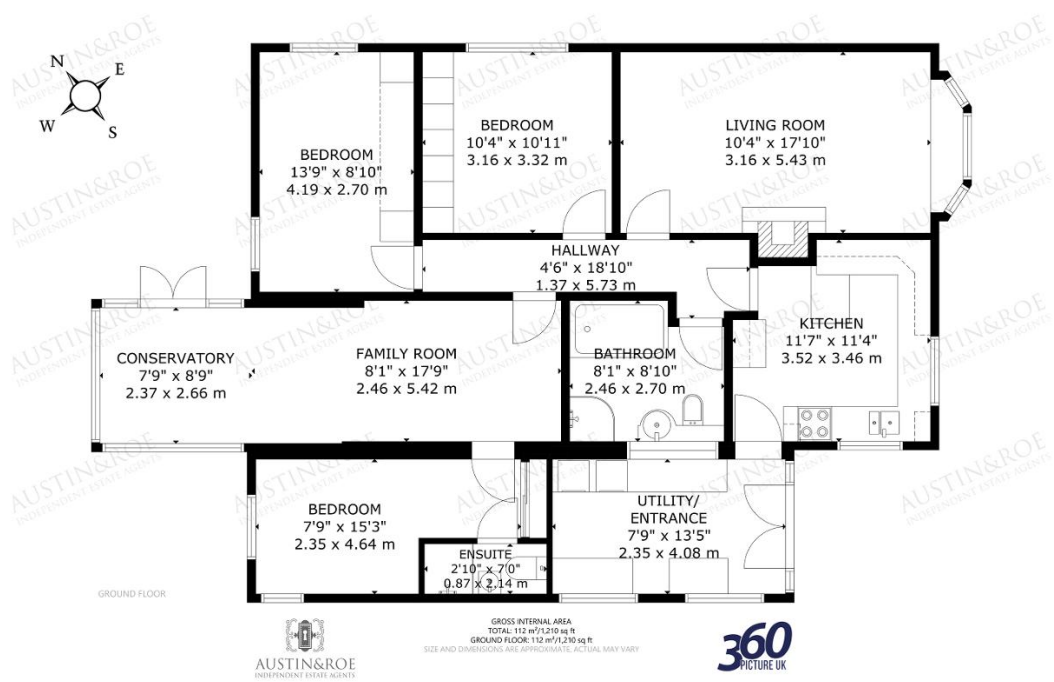 N
E
W
S
BEDROOM
13'9" x 8'10"
4.19 x 2.70 m
BEDROOM
10'4" x 10'11"
3.16 x 3.32 m
LIVING ROOM
10'4" x 17'10"
3.16 x 5.43 m
HALLWAY
4'6" x 18'10"
1.37 x 5.73 m
CONSERVATORY
7'9" x 8'9"
2.37 x 2.66 m
FAMILY ROOM
8'1" x 17'9"
2.46 x 5.42 m
BATHROOM
8'1" x 8'10"
2.46 x 2.70 m
KITCHEN
11'7" x 11'4"
3.52 x 3.46 m
BEDROOM
7'9" x 15'3"
2.35 x 4.64 m
ENSUITE
2'10" x 7'0"
0.87 x 2.14 m
UTILITY/
ENTRANCE
7'9" x 13'5"
2.35 x 4.08 m
GROUND FLOOR
GROSS INTERNAL AREA
TOTAL: 112 m²/1,210 sq ft
GROUND FLOOR: 112 m²/1,210 sq ft
SIZE AND DIMENSIONS ARE APPROXIMATE, ACTUAL MAY VARY
AUSTIN&ROE
INDEPENDENT ESTATE AGENTS
360
PICTURE UK